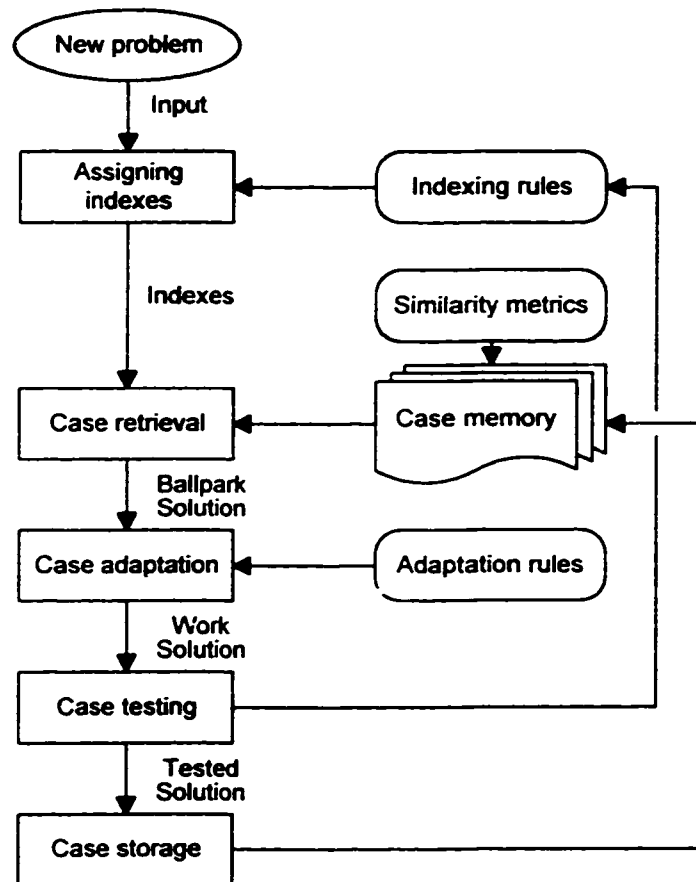 New problem
Input
Assigning
indexes
Indexing rules
Indexes
Similarity metrics
Case retrieval
Case memory
Ballpark
Solution
Case adaptation
Adaptation rules
Work
Solution
Case testing
Tested
Solution
Case storage